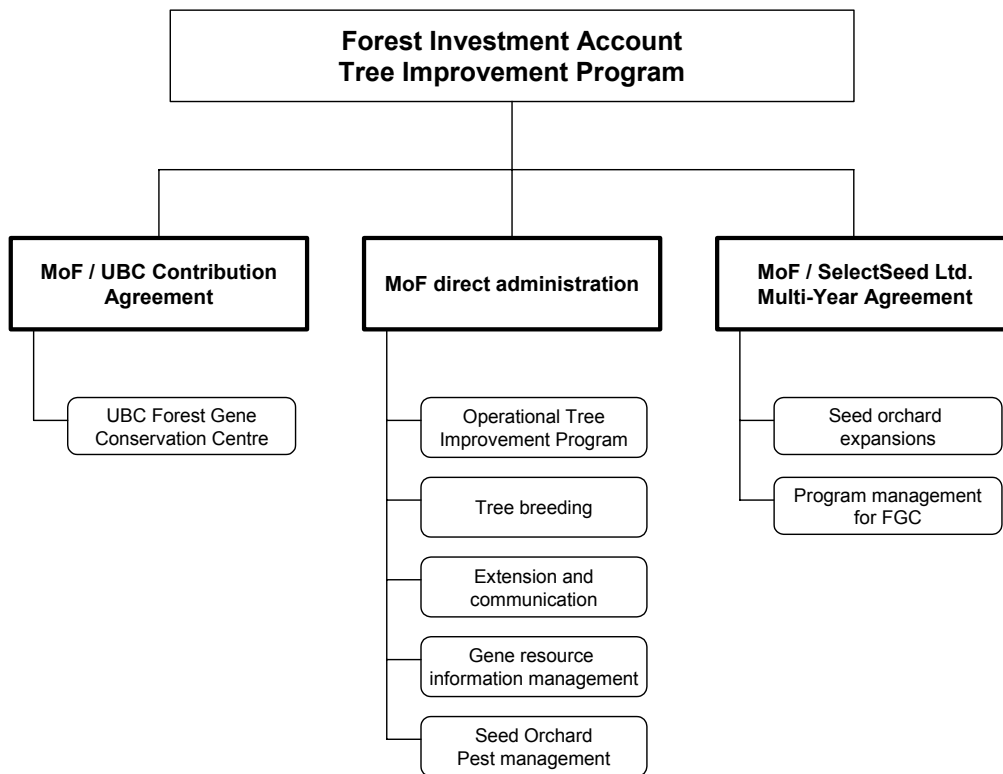 Forest Investment Account
Tree Improvement Program
MoF / UBC Contribution
Agreement
UBC Forest Gene
Conservation Centre
MoF direct administration
Operational Tree
Improvement Program
Tree breeding
Extension and
communication
Gene resource
information management
Seed Orchard
Pest management
MoF / SelectSeed Ltd.
Multi-Year Agreement
Seed orchard
expansions
Program management
for FGC